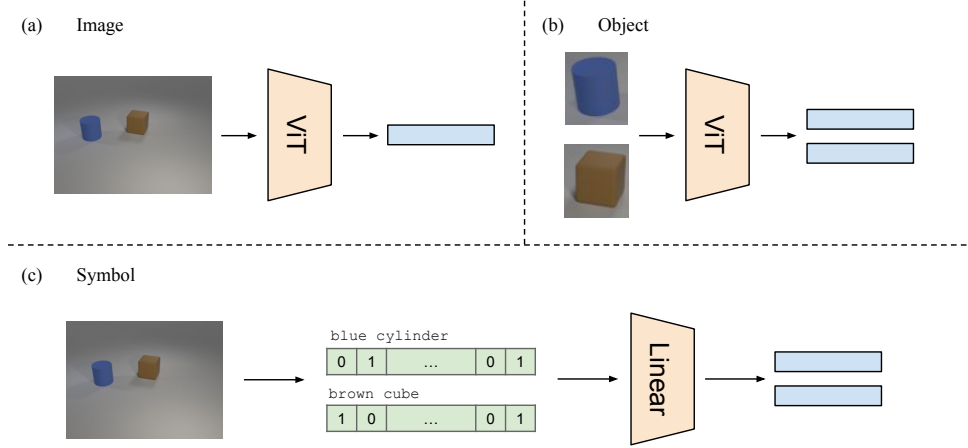 (a) Image
ViT
(b) Object
ViT
(c) Symbol
blue cylinder
0 1 ... 0 1
brown cube
1 0 ... 0 1
Linear